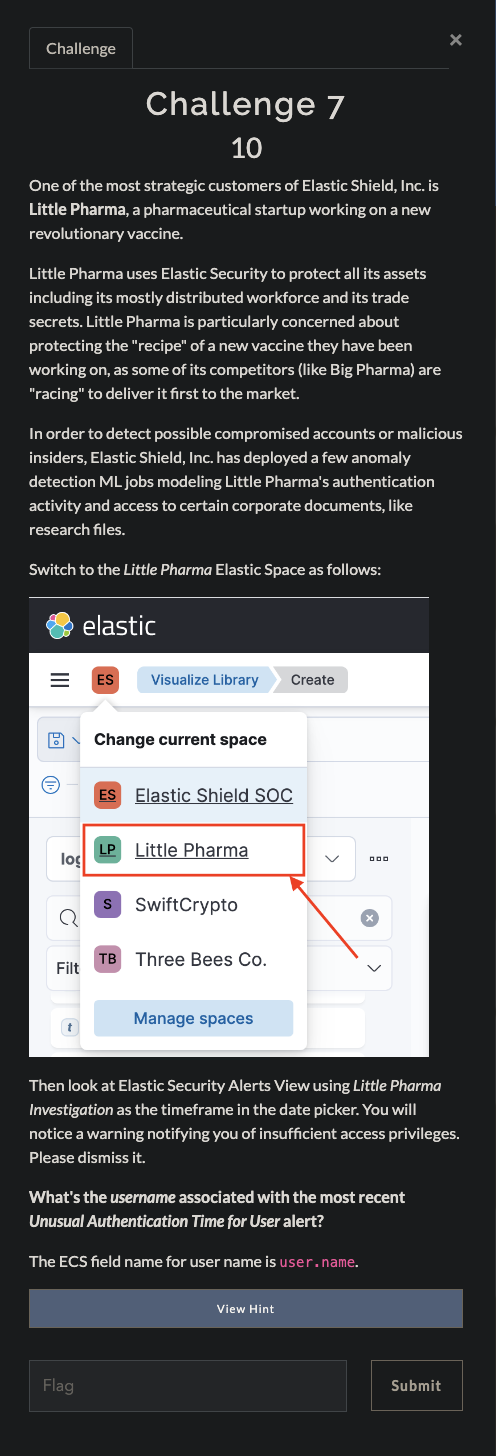 Challenge
×
Challenge 7
10
One of the most strategic customers of Elastic Shield, Inc. is
Little Pharma, a pharmaceutical startup working on a new
revolutionary vaccine.
Little Pharma uses Elastic Security to protect all its assets
including its mostly distributed workforce and its trade
secrets. Little Pharma is particularly concerned about
protecting the "recipe" of a new vaccine they have been
working on, as some of its competitors (like Big Pharma) are
"racing" to deliver it first to the market.
In order to detect possible compromised accounts or malicious
insiders, Elastic Shield, Inc. has deployed a few anomaly
detection ML jobs modeling Little Pharma's authentication
activity and access to certain corporate documents, like
research files.
Switch to the Little Pharma Elastic Space as follows:
elastic
ES Visualize Library Create
Change current space
ES Elastic Shield SOC
LP Little Pharma
log
S SwiftCrypto
Filt
TB Three Bees Co.
Manage spaces
t
Then look at Elastic Security Alerts View using Little Pharma
Investigation as the timeframe in the date picker. You will
notice a warning notifying you of insufficient access privileges.
Please dismiss it.
What's the username associated with the most recent
Unusual Authentication Time for User alert?
The ECS field name for user name is user.name.
View Hint
Flag
Submit